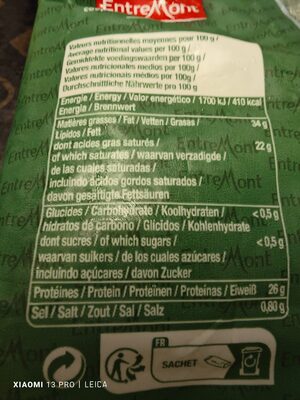 ENTREMONT
Valeurs nutritionnelles moyennes pour 100 g /
Average nutritional values per 100 g /
Gemiddelde voedingswaarden per 100 g /
Valores nutricionales medios por 100g /
Valores nutricionais médios por 100g /
Durchschnittliche Nährwerte pro 100 g
Energie / Energy / Valor energético / 1700 kJ / 410 kcal
Energia / Brennwert
Matières grasses / Fat / Vetten / Grasas / 34 g
Lípidos / Fett
dont acides gras saturés / 22 g
of which saturates / waarvan verzadigde /
de las cuales saturadas /
incluindo ácidos gordos saturados /
davon gesättigte Fettsäuren
Glucides / Carbohydrate / Koolhydraten / <0,5 g
hidratos de carbono / Glícidos / Kohlenhydrate
dont sucres / of which sugars / <0,5 g
waarvan suikers / de los cuales azúcares /
incluindo açúcares / davon Zucker
Protéines / Protein / Proteïnen / Proteinas / Eiweiß 26 g
Sel / Salt / Zout / Sal / Salz 0,80 g
FR
SACHET
XIAOMI 13 PRO | LEICA